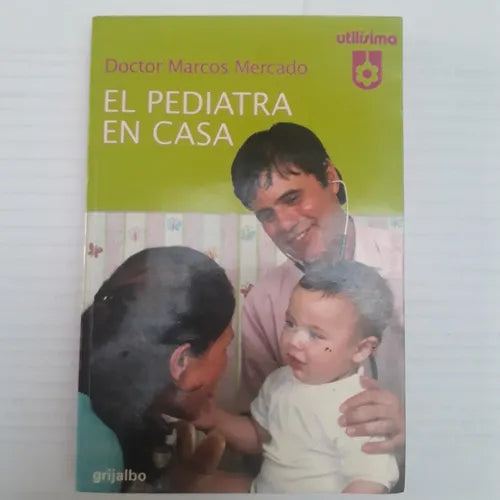 utilísima
Doctor Marcos Mercado
EL PEDIATRA
EN CASA
grijalbo